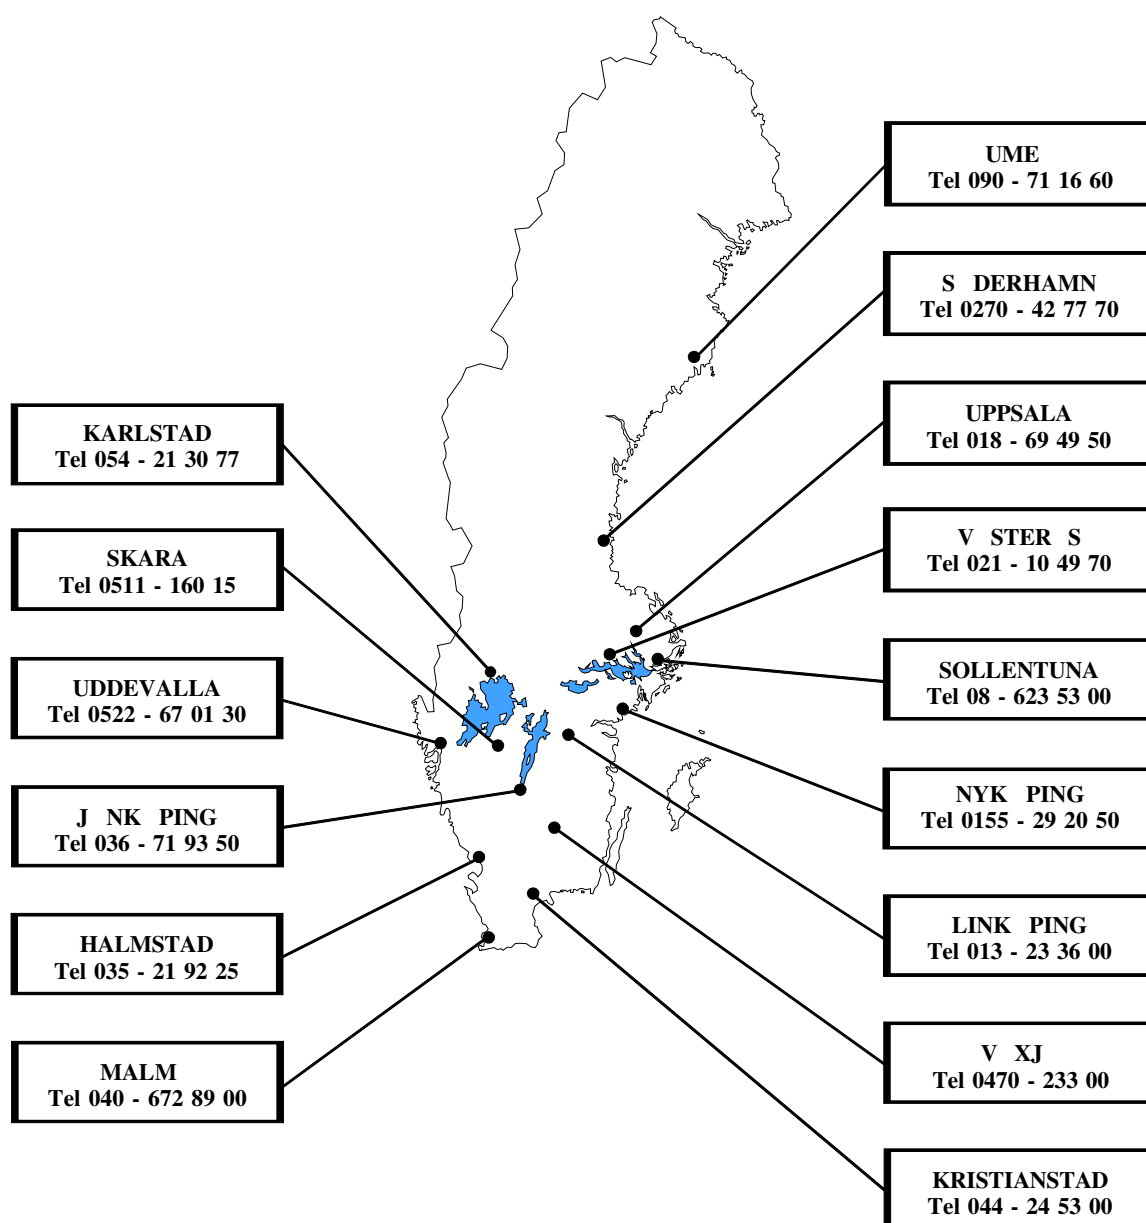 UME
Tel 090 - 71 16 60
S DERHAMN
Tel 0270 - 42 77 70
UPPSALA
Tel 018 - 69 49 50
V STER S
Tel 021 - 10 49 70
SOLLENTUNA
Tel 08 - 623 53 00
NYK PING
Tel 0155 - 29 20 50
LINK PING
Tel 013 - 23 36 00
V XJ
Tel 0470 - 233 00
KRISTIANSTAD
Tel 044 - 24 53 00
KARLSTAD
Tel 054 - 21 30 77
SKARA
Tel 0511 - 160 15
UDDEVALLA
Tel 0522 - 67 01 30
J NK PING
Tel 036 - 71 93 50
HALMSTAD
Tel 035 - 21 92 25
MALM
Tel 040 - 672 89 00